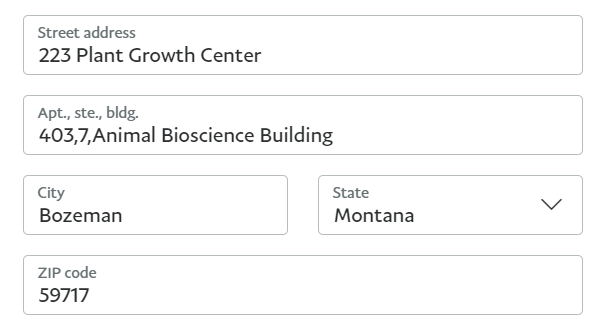 Street address
223 Plant Growth Center
Apt., ste., bldg.
403,7,Animal Bioscience Building
City
Bozeman
State
Montana
ZIP code
59717